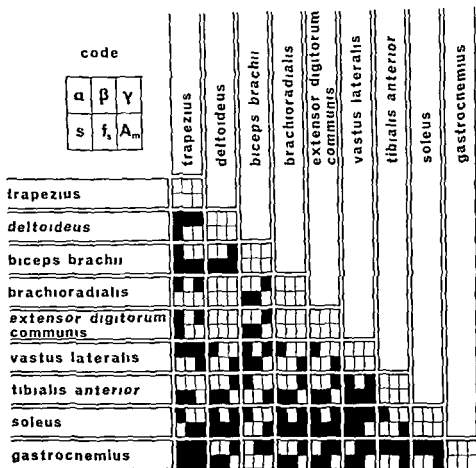 code
α β γ
s fₛ Aₘ
trapezius
deltoideus
biceps brachii
brachioradialis
extensor digitorum
communis
vastus lateralis
tibialis anterior
soleus
gastrocnemius
trapezius
deltoideus
biceps brachii
brachioradialis
extensor digitorum
communis
vastus lateralis
tibialis anterior
soleus
gastrocnemius